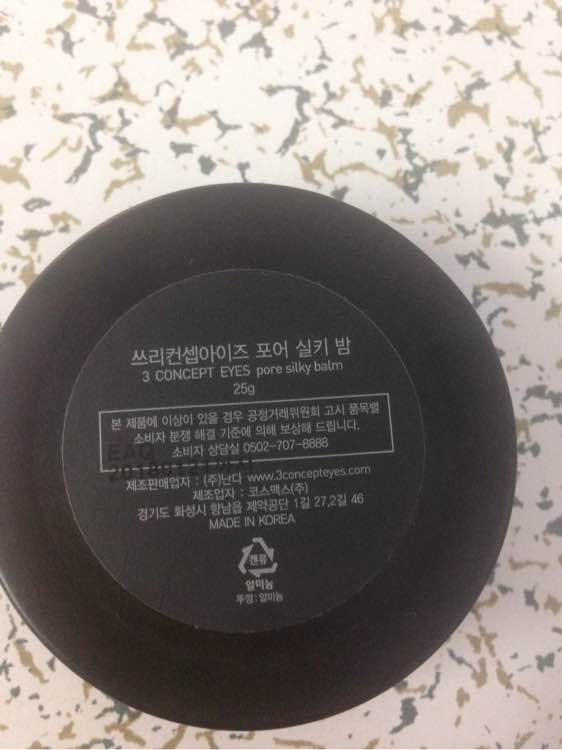 쓰리컨셉아이즈 포어 실키 밤
3 CONCEPT EYES pore silky balm
25g
본 제품에 이상이 있을 경우 공정거래위원회 고시 품목별
소비자 분쟁 해결 기준에 의해 보상해 드립니다.
소비자 상담실 0502-707-8888
제조판매업자 : (주)난다 www.3concepteyes.com
제조업자 : 코스맥스(주)
경기도 화성시 향남읍 제약공단 1길 27,2길 46
MADE IN KOREA
캔류
알미늄
뚜껑 : 알미늄